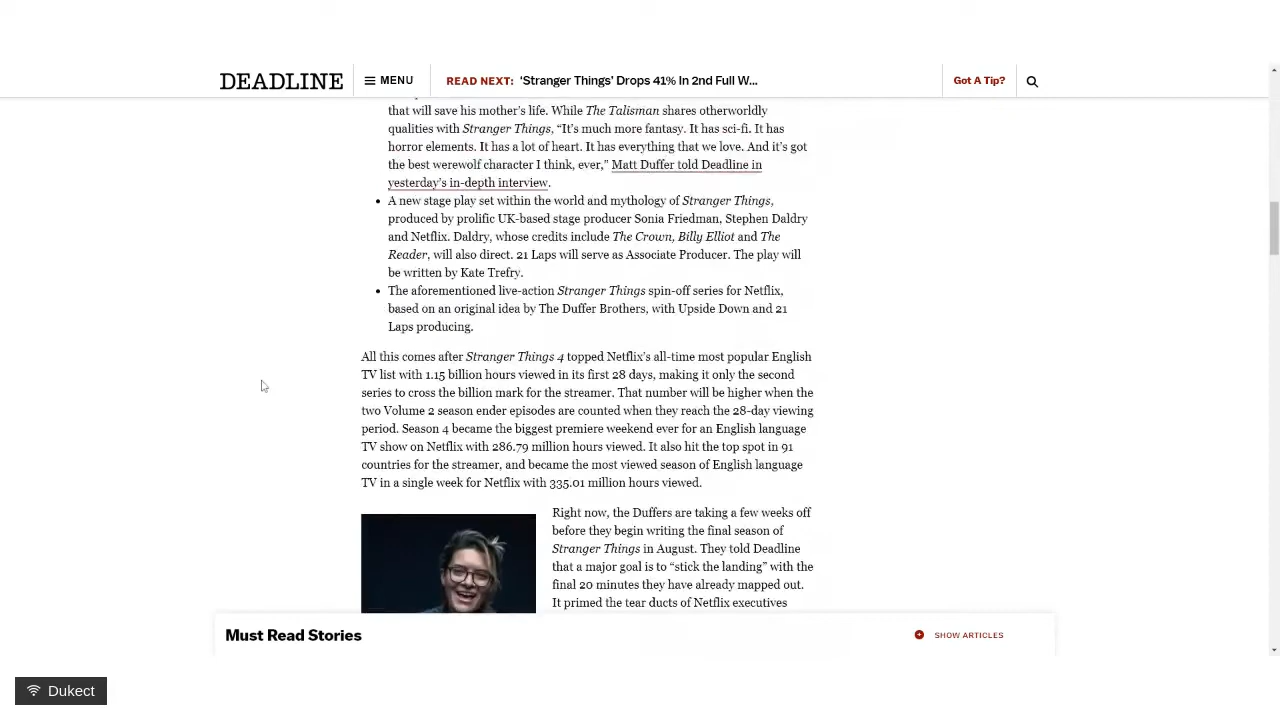 DEADLINE
MENU
READ NEXT: ‘Stranger Things’ Drops 41% In 2nd Full W...
Got A Tip?
that will save his mother’s life. While The Talisman shares otherworldly
qualities with Stranger Things, “It’s much more fantasy. It has sci-fi. It has
horror elements. It has a lot of heart. It has everything that we love. And it’s got
the best werewolf character I think, ever,” Matt Duffer told Deadline in
yesterday’s in-depth interview.
• A new stage play set within the world and mythology of Stranger Things,
produced by prolific UK-based stage producer Sonia Friedman, Stephen Daldry
and Netflix. Daldry, whose credits include The Crown, Billy Elliot and The
Reader, will also direct. 21 Laps will serve as Associate Producer. The play will
be written by Kate Trefry.
• The aforementioned live-action Stranger Things spin-off series for Netflix,
based on an original idea by The Duffer Brothers, with Upside Down and 21
Laps producing.
All this comes after Stranger Things 4 topped Netflix’s all-time most popular English
TV list with 1.15 billion hours viewed in its first 28 days, making it only the second
series to cross the billion mark for the streamer. That number will be higher when the
two Volume 2 season ender episodes are counted when they reach the 28-day viewing
period. Season 4 became the biggest premiere weekend ever for an English language
TV show on Netflix with 286.79 million hours viewed. It also hit the top spot in 91
countries for the streamer, and became the most viewed season of English language
TV in a single week for Netflix with 335.01 million hours viewed.
Right now, the Duffers are taking a few weeks off
before they begin writing the final season of
Stranger Things in August. They told Deadline
that a major goal is to “stick the landing” with the
final 20 minutes they have already mapped out.
It primed the tear ducts of Netflix executives
Must Read Stories
SHOW ARTICLES
Dukect